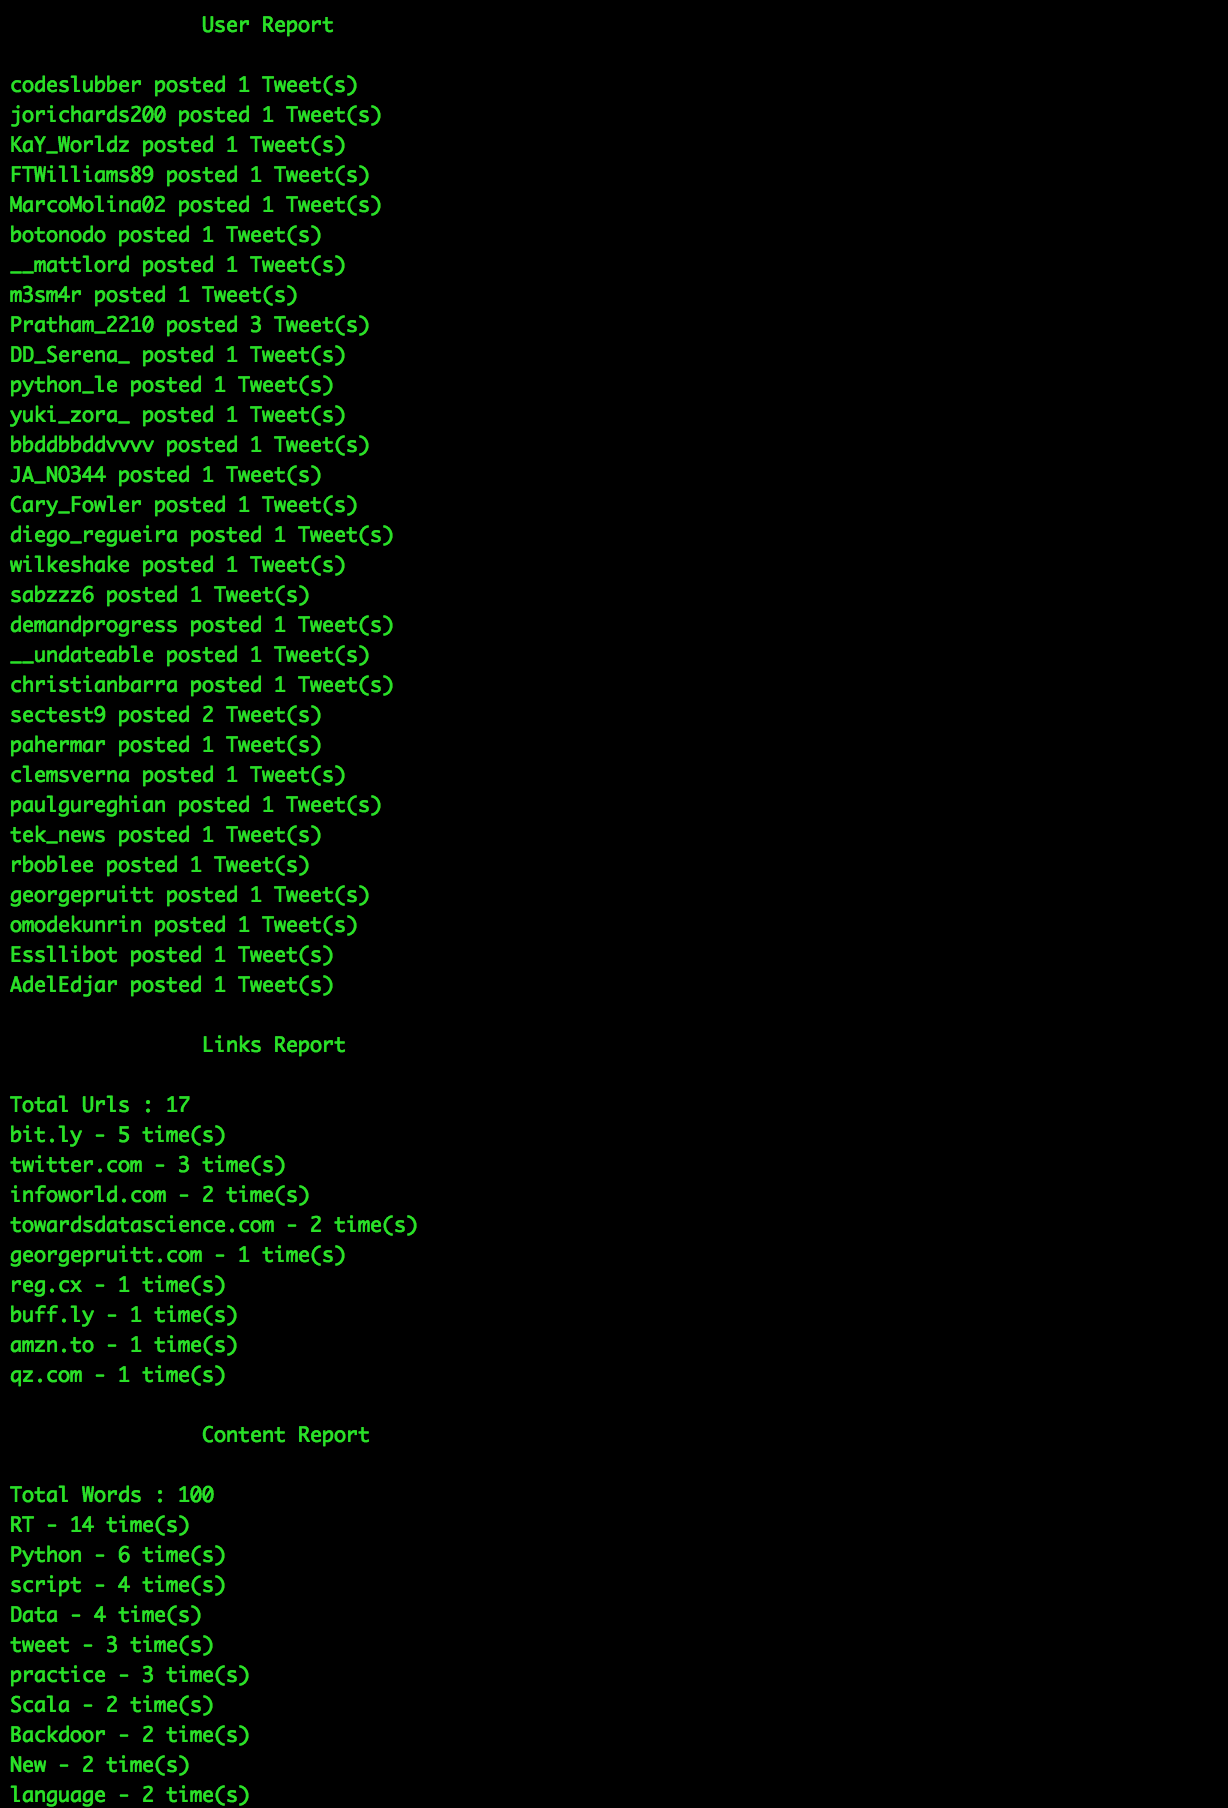 User Report
codeslubber posted 1 Tweet(s)
jorichards200 posted 1 Tweet(s)
KaY_Worldz posted 1 Tweet(s)
FTWilliams89 posted 1 Tweet(s)
MarcoMolina02 posted 1 Tweet(s)
botonodo posted 1 Tweet(s)
__mattlord posted 1 Tweet(s)
m3sm4r posted 1 Tweet(s)
Pratham_2210 posted 3 Tweet(s)
DD_Serena_ posted 1 Tweet(s)
python_le posted 1 Tweet(s)
yuki_zora_ posted 1 Tweet(s)
bbddbbddvvvv posted 1 Tweet(s)
JA_NO344 posted 1 Tweet(s)
Cary_Fowler posted 1 Tweet(s)
diego_regueira posted 1 Tweet(s)
wilkeshake posted 1 Tweet(s)
sabzzz6 posted 1 Tweet(s)
demandprogress posted 1 Tweet(s)
__undateable posted 1 Tweet(s)
christianbarra posted 1 Tweet(s)
sectest9 posted 2 Tweet(s)
pahermar posted 1 Tweet(s)
clemsverna posted 1 Tweet(s)
paulgureghian posted 1 Tweet(s)
tek_news posted 1 Tweet(s)
rboblee posted 1 Tweet(s)
georgepruitt posted 1 Tweet(s)
omodekunrin posted 1 Tweet(s)
Essllibot posted 1 Tweet(s)
AdelEdjar posted 1 Tweet(s)
Links Report
Total Urls : 17
bit.ly - 5 time(s)
twitter.com - 3 time(s)
infoworld.com - 2 time(s)
towardsdatascience.com - 2 time(s)
georgepruitt.com - 1 time(s)
reg.cx - 1 time(s)
buff.ly - 1 time(s)
amzn.to - 1 time(s)
qz.com - 1 time(s)
Content Report
Total Words : 100
RT - 14 time(s)
Python - 6 time(s)
script - 4 time(s)
Data - 4 time(s)
tweet - 3 time(s)
practice - 3 time(s)
Scala - 2 time(s)
Backdoor - 2 time(s)
New - 2 time(s)
language - 2 time(s)